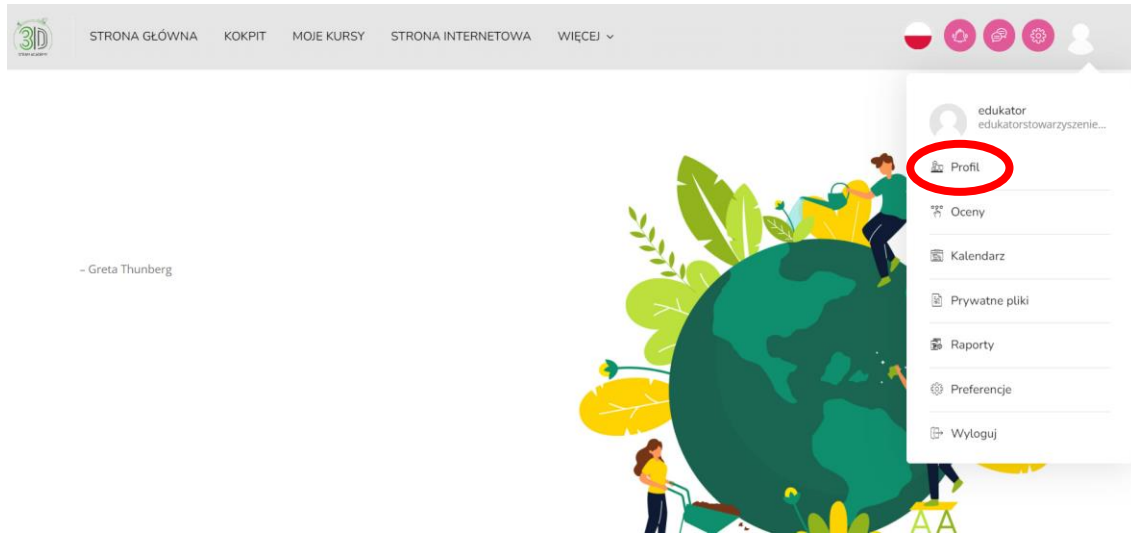 3D
STRONA GŁÓWNA KOKPIT MOJE KURSY STRONA INTERNETOWA WIĘCEJ
edukator
edukatorstowarzyszenie...
Profil
Oceny
Kalendarz
– Greta Thunberg
Prywatne pliki
Raporty
Preferencje
Wyloguj